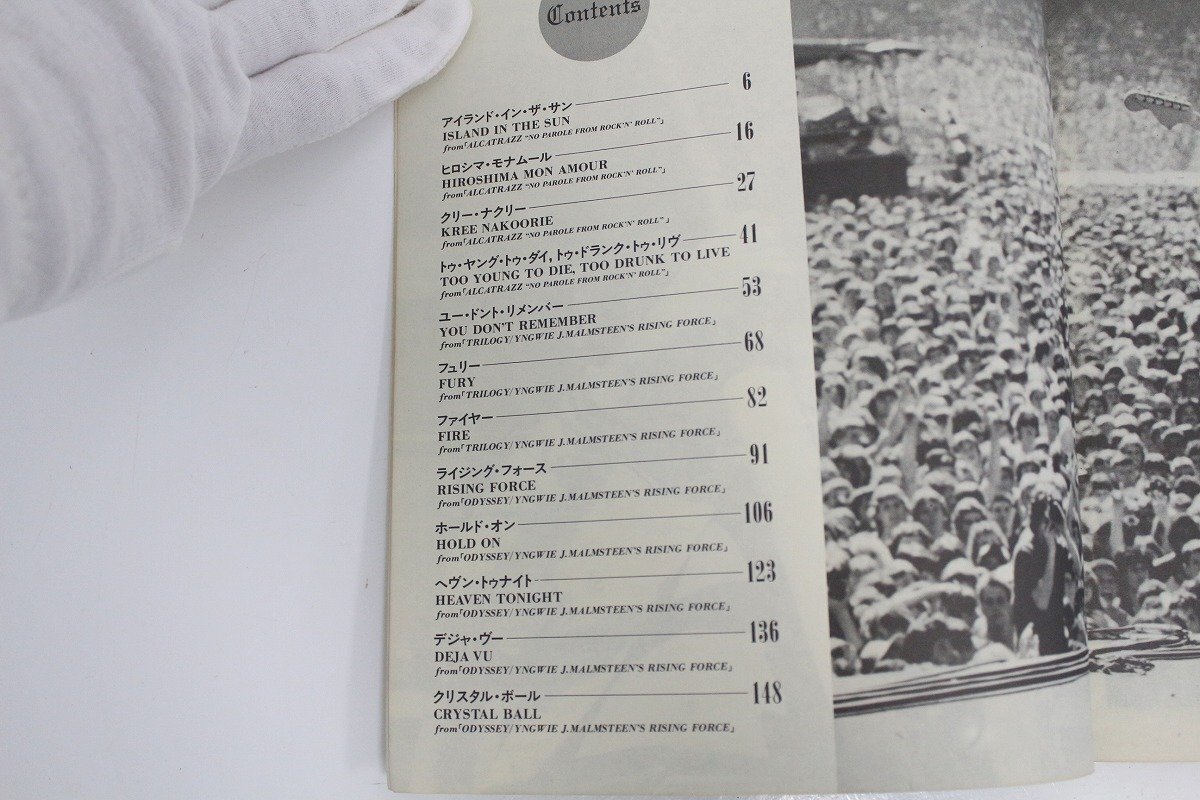 Contents
アイランド・イン・ザ・サン 6
ISLAND IN THE SUN
from「ALCATRAZZ "NO PAROLE FROM ROCK'N' ROLL"」
ヒロシマ・モナムール 16
HIROSHIMA MON AMOUR
from「ALCATRAZZ "NO PAROLE FROM ROCK'N' ROLL"」
クリー・ナクリー 27
KREE NAKOORIE
from「ALCATRAZZ "NO PAROLE FROM ROCK'N' ROLL"」
トゥ・ヤング・トゥ・ダイ, トゥ・ドランク・トゥ・リヴ 41
TOO YOUNG TO DIE, TOO DRUNK TO LIVE
from「ALCATRAZZ "NO PAROLE FROM ROCK'N' ROLL"」
ユー・ドント・リメンバー 53
YOU DON'T REMEMBER
from「TRILOGY/YNGWIE J.MALMSTEEN'S RISING FORCE」
フュリー 68
FURY
from「TRILOGY/YNGWIE J.MALMSTEEN'S RISING FORCE」
ファイヤー 82
FIRE
from「TRILOGY/YNGWIE J.MALMSTEEN'S RISING FORCE」
ライジング・フォース 91
RISING FORCE
from「ODYSSEY/YNGWIE J.MALMSTEEN'S RISING FORCE」
ホールド・オン 106
HOLD ON
from「ODYSSEY/YNGWIE J.MALMSTEEN'S RISING FORCE」
ヘヴン・トゥナイト 123
HEAVEN TONIGHT
from「ODYSSEY/YNGWIE J.MALMSTEEN'S RISING FORCE」
デジャ・ヴー 136
DEJA VU
from「ODYSSEY/YNGWIE J.MALMSTEEN'S RISING FORCE」
クリスタル・ボール 148
CRYSTAL BALL
from「ODYSSEY/YNGWIE J.MALMSTEEN'S RISING FORCE」